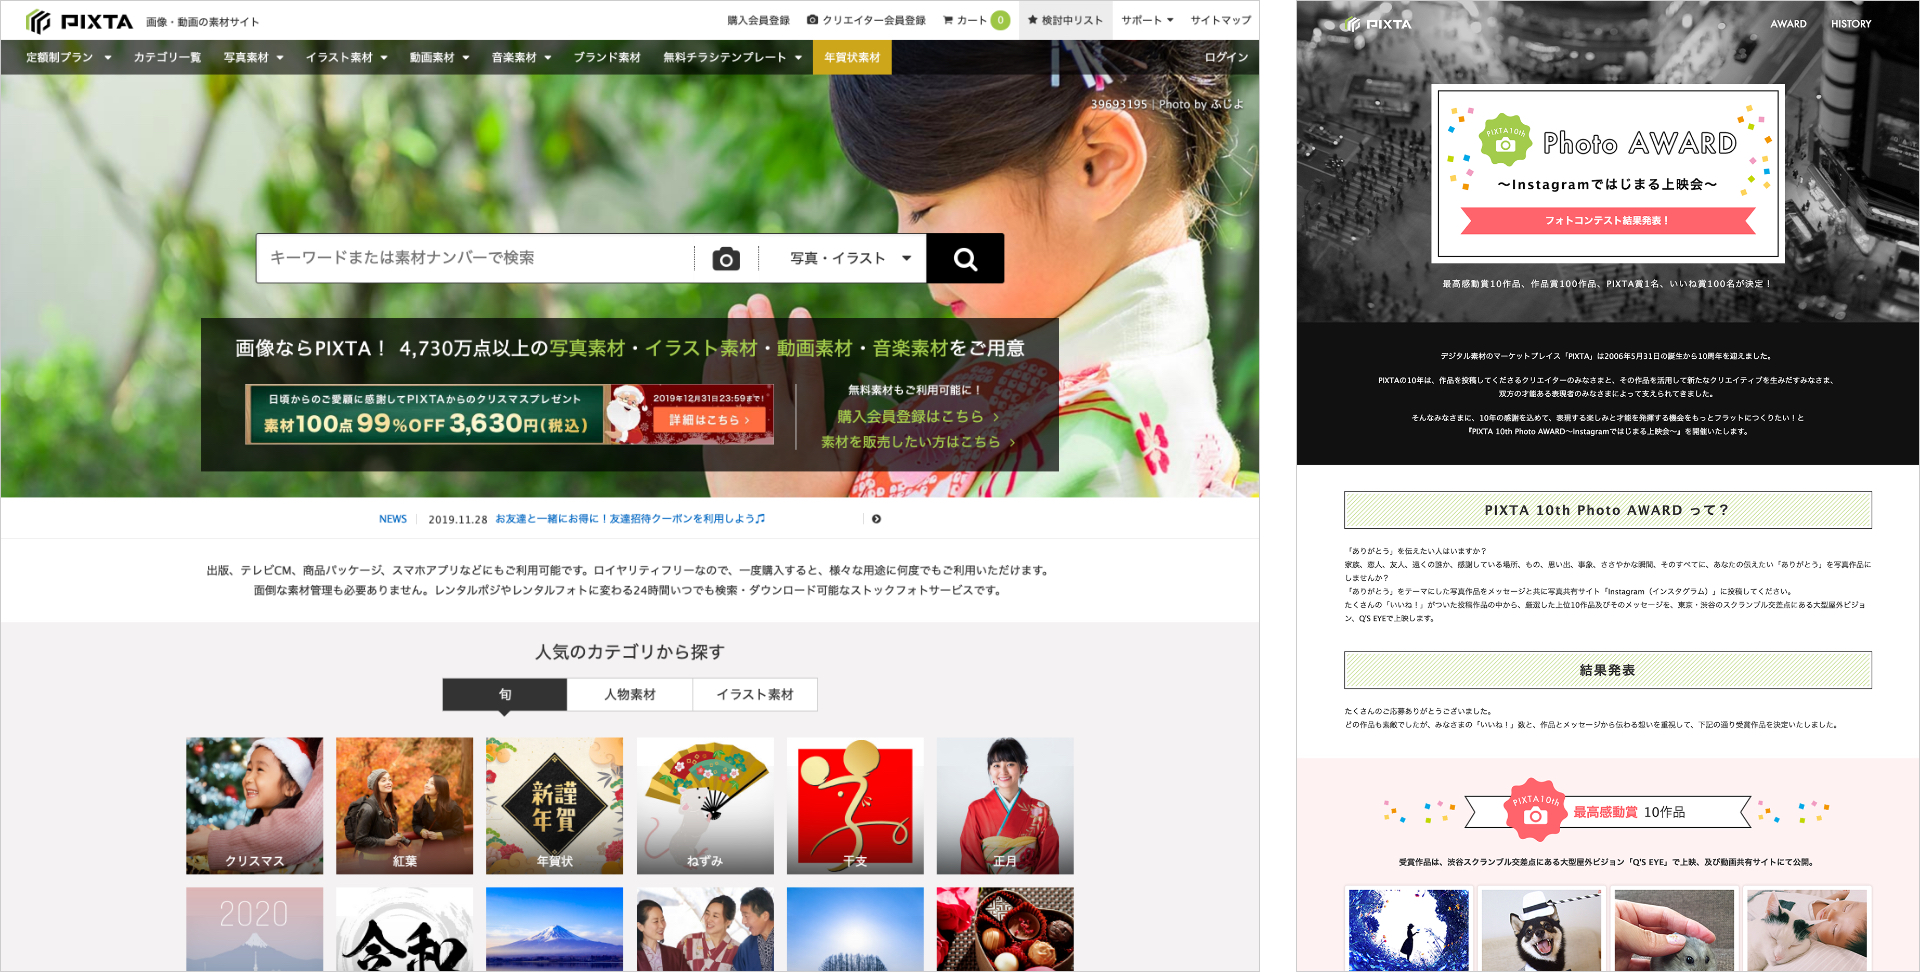 PIXTA 画像・動画の素材サイト
購入会員登録 クリエイター会員登録 カート 0 検討中リスト サポート サイトマップ
定額制プラン カテゴリ一覧 写真素材 イラスト素材 動画素材 音楽素材 ブランド素材 無料チラシテンプレート 年賀状素材 ログイン
39693195 | Photo by ふじよ
キーワードまたは素材ナンバーで検索 写真・イラスト
画像ならPIXTA！ 4,730万点以上の写真素材・イラスト素材・動画素材・音楽素材をご用意
日頃からのご愛顧に感謝してPIXTAからのクリスマスプレゼント
素材100点 99%OFF 3,630円(税込)
2019年12月31日23:59まで!
詳細はこちら
無料素材もご利用可能に！
購入会員登録はこちら
素材を販売したい方はこちら
NEWS 2019.11.28 お友達と一緒にお得に！友達招待クーポンを利用しよう♫
出版、テレビCM、商品パッケージ、スマホアプリなどにもご利用可能です。ロイヤリティフリーなので、一度購入すると、様々な用途に何度でもご利用いただけます。
面倒な素材管理も必要ありません。レンタルポジやレンタルフォトに変わる24時間いつでも検索・ダウンロード可能なストックフォトサービスです。
人気のカテゴリから探す
旬 人物素材 イラスト素材
謹賀新年
クリスマス 紅葉 年賀状 ねずみ 干支 正月
2020
令和
PIXTA AWARD HISTORY
PIXTA10th
Photo AWARD
〜Instagramではじまる上映会〜
フォトコンテスト結果発表！
最高感動賞10作品、作品賞100作品、PIXTA賞1名、いいね賞100名が決定！
デジタル素材のマーケットプレイス「PIXTA」は2006年5月31日の誕生から10周年を迎えました。
PIXTAの10年は、作品を投稿してくださるクリエイターのみなさまと、その作品を活用して新たなクリエイティブを生みだすみなさま、
双方の才能ある表現者のみなさまによって支えられてきました。
そんなみなさまに、10年の感謝を込めて、表現する楽しみと才能を発揮する機会をもっとフラットにつくりたい！と
『PIXTA 10th Photo AWARD〜Instagramではじまる上映会〜』を開催いたします。
PIXTA 10th Photo AWARD って？
「ありがとう」を伝えたい人はいますか？
家族、恋人、友人、遠くの誰か、感謝している場所、もの、思い出、事象、ささやかな瞬間、そのすべてに、あなたの伝えたい「ありがとう」を写真作品に
しませんか？
「ありがとう」をテーマにした写真作品をメッセージと共に写真共有サイト「Instagram（インスタグラム）」に投稿してください。
たくさんの「いいね！」がついた投稿作品の中から、厳選した上位10作品及びそのメッセージを、東京・渋谷のスクランブル交差点にある大型屋外ビジョ
ン、Q'S EYEで上映します。
結果発表
たくさんのご応募ありがとうございました。
どの作品も素敵でしたが、みなさまの「いいね！」数と、作品とメッセージから伝わる想いを重視して、下記の通り受賞作品を決定いたしました。
PIXTA10th
最高感動賞 10作品
受賞作品は、渋谷スクランブル交差点にある大型屋外ビジョン「Q'S EYE」で上映、及び動画共有サイトにて公開。